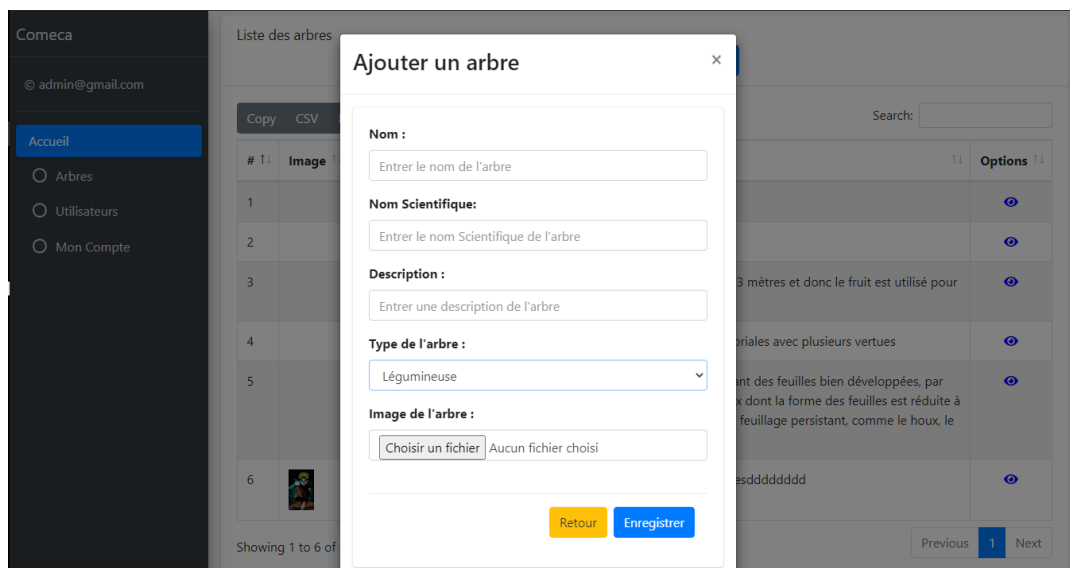 Comeca
© admin@gmail.com
Accueil
Arbres
Utilisateurs
Mon Compte
Liste des arbres
Copy CSV
Search:
# Image Options
1
2
3 3 mètres et donc le fruit est utilisé pour
4 oriales avec plusieurs vertues
5 ant des feuilles bien développées, par
x dont la forme des feuilles est réduite à
feuillage persistant, comme le houx, le
6 esdddddddd
Showing 1 to 6 of
Previous 1 Next
Ajouter un arbre ×
Nom :
Entrer le nom de l'arbre
Nom Scientifique:
Entrer le nom Scientifique de l'arbre
Description :
Entrer une description de l'arbre
Type de l'arbre :
Légumineuse
Image de l'arbre :
Choisir un fichier Aucun fichier choisi
Retour Enregistrer